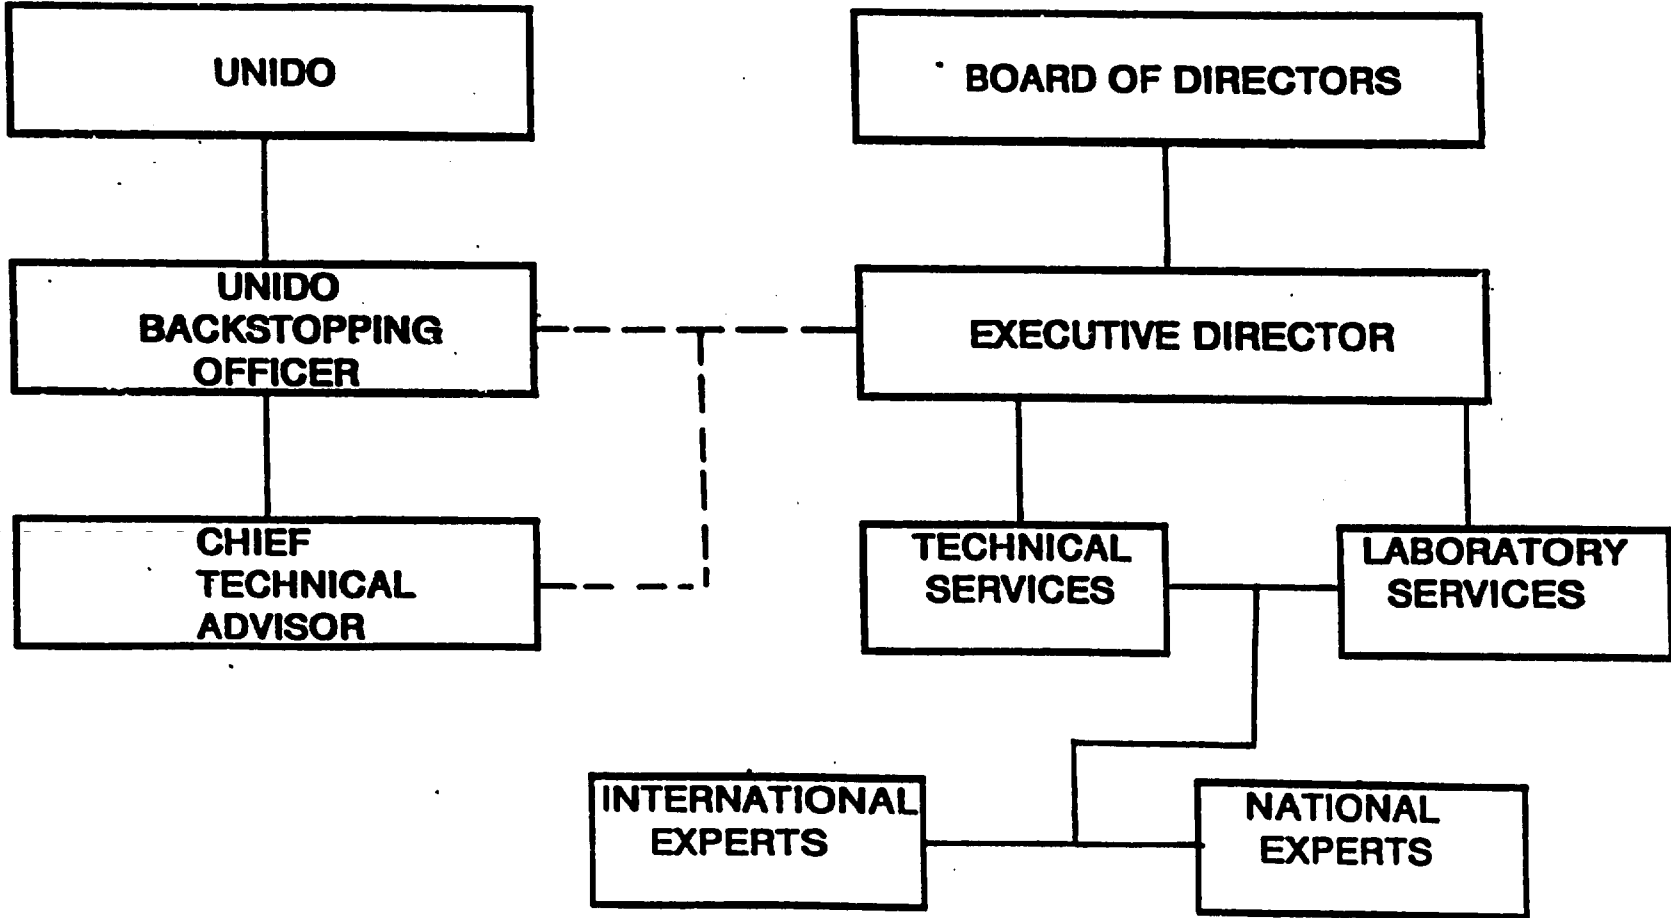 UNIDO
BOARD OF DIRECTORS
UNIDO
BACKSTOPPING
OFFICER
EXECUTIVE DIRECTOR
CHIEF
TECHNICAL
ADVISOR
TECHNICAL
SERVICES
LABORATORY
SERVICES
INTERNATIONAL
EXPERTS
NATIONAL
EXPERTS